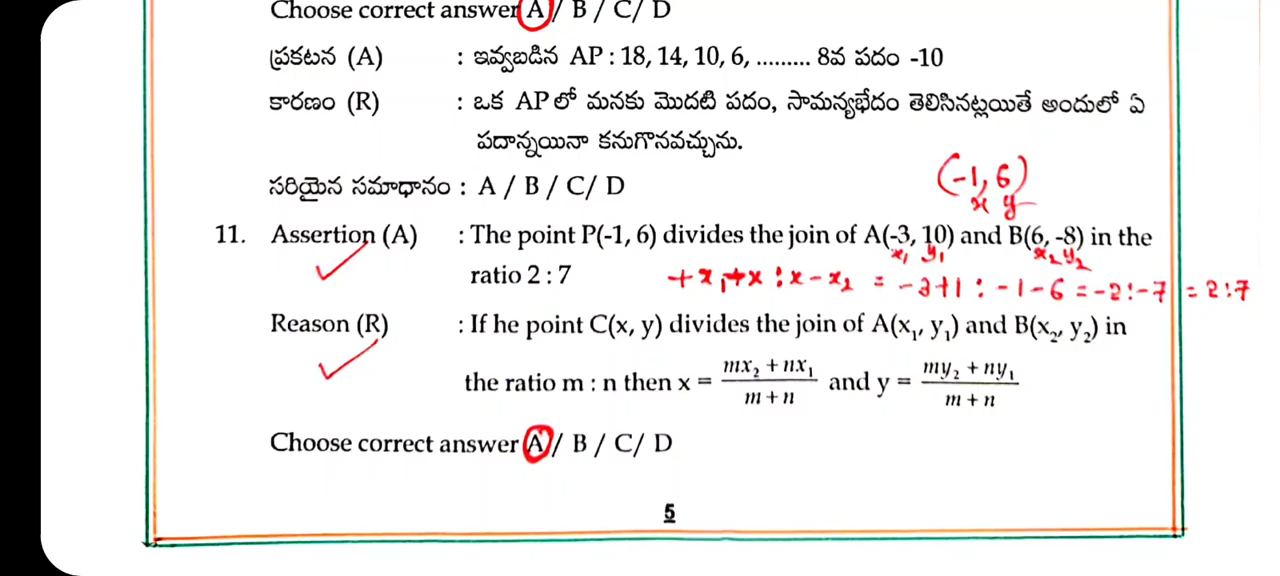 Choose correct answer A / B / C / D
ప్రకటన (A) : ఇవ్వబడిన AP : 18, 14, 10, 6, ......... 8వ పదం -10
కారణం (R) : ఒక AP లో మనకు మొదటి పదం, సామాన్యభేదం తెలిసినట్లయితే అందులో ఏ
పదాన్నయినా కనుగొనవచ్చును.
(-1, 6)
x y
సరియైన సమాధానం : A / B / C / D
11. Assertion (A) : The point P(-1, 6) divides the join of A(-3, 10) and B(6, -8) in the
x₁ y₁ x₂ y₂
ratio 2 : 7 + x₁ + x : x - x₂ = -3+1 : -1-6 = -2 : -7 = 2:7
Reason (R) : If he point C(x, y) divides the join of A(x₁, y₁) and B(x₂, y₂) in
the ratio m : n then x = (mx₂ + nx₁)/(m + n) and y = (my₂ + ny₁)/(m + n)
Choose correct answer A / B / C / D
5